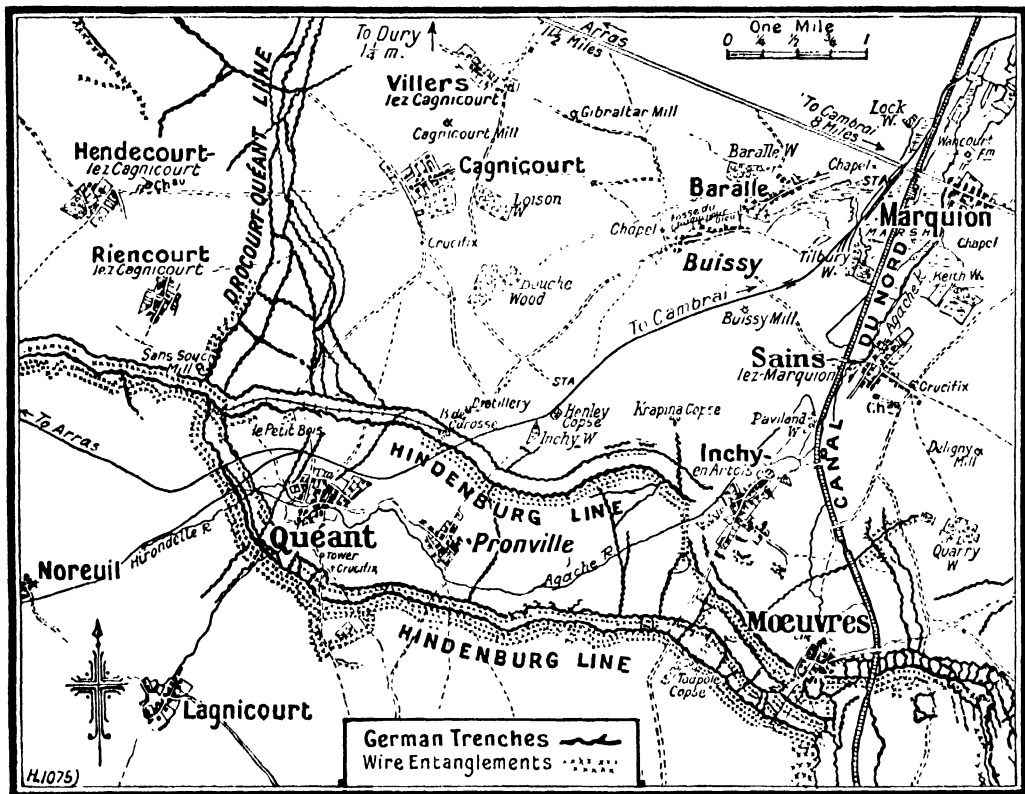 To Dury
1¼ m.
Arras
11½ Miles
One Mile
0 ¼ ½ ¾ 1
Villers
lez Cagnicourt
Cagnicourt Mill
Gibraltar Mill
To Cambrai
8 Miles
Lock
W.
DROCOURT-QUÉANT LIINE
Hendecourt-
lez Cagnicourt
Chau
Cagnicourt
Loison
W
Baralle W
Baralle
Chapel
STA
Fm
Marquion
MARSH
Chapel
Riencourt
lez Cagnicourt
Crucifix
Chapel
Buissy
Tilbury
W.
Keith W.
Bouche
Wood
To Cambrai
Buissy Mill
CANAL DU NORD
Agache R
Sains
lez-Marquion
Crucifix
Chau
Sans Souci
Mill
STA
Distillery
Henley
Copse
Inchy W
Krapina Copse
Paviland
W
Deligny
Mill
To Arras
le Petit Bois
HINDENBURG LINE
Inchy
en Artois
Quéant
Tower
Crucifix
Pronville
Agache R.
Hirondelle R
Noreuil
Quarry
W
Mœuvres
HINDENBURG LINE
Tadpole
Copse
Lagnicourt
German Trenches
Wire Entanglements
(H.1075)